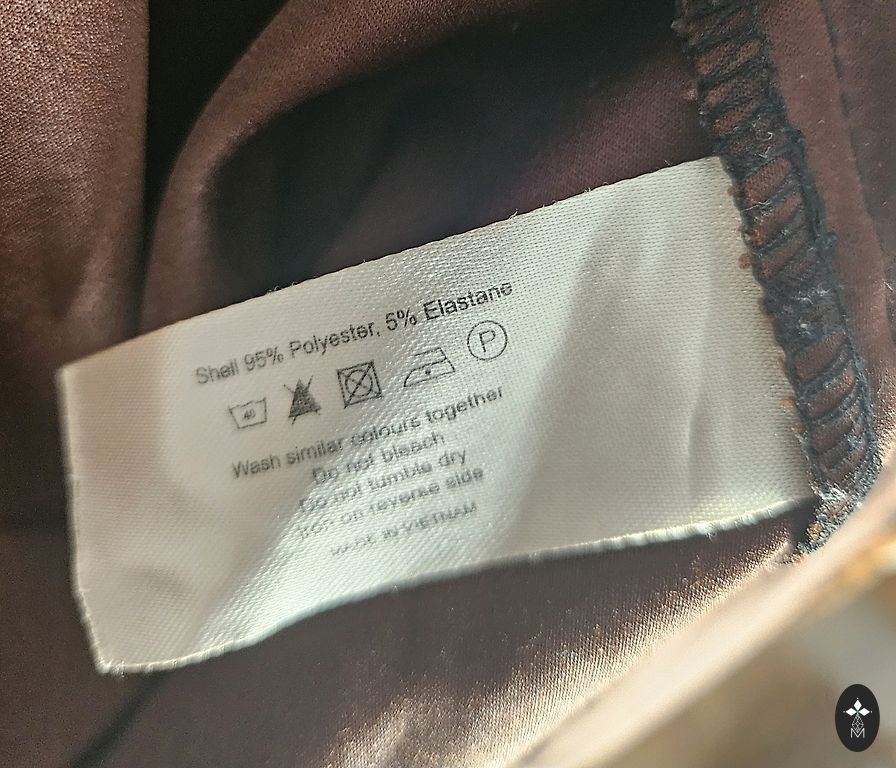 Shell 95% Polyester, 5% Elastane
40 P
Wash similar colours together
Do not bleach
Do not tumble dry
Iron on reverse side
MADE IN VIETNAM
M